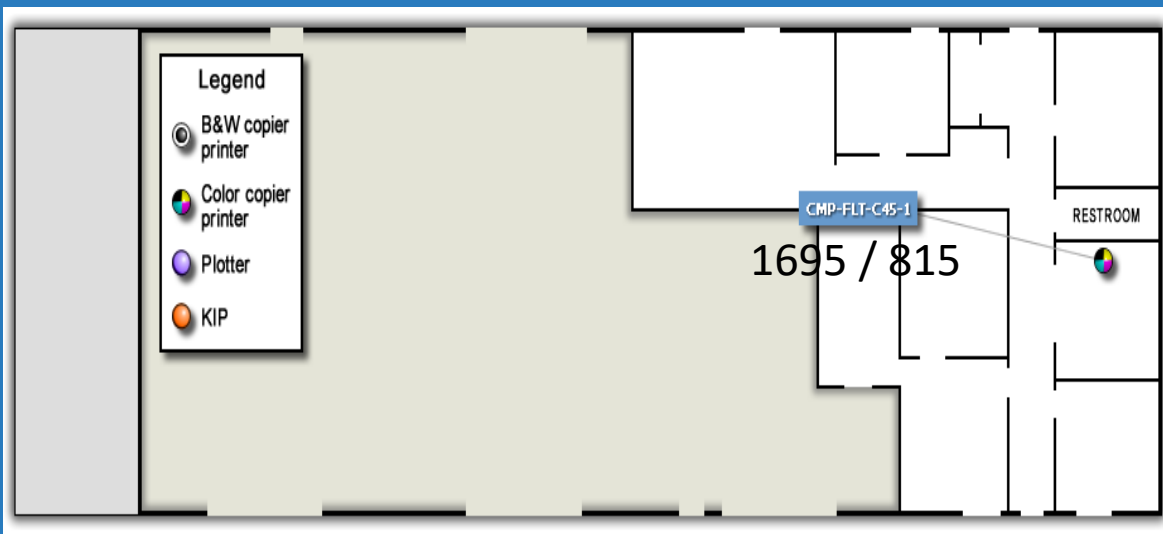 Legend
B&W copier
printer
Color copier
printer
Plotter
KIP
CMP-FLT-C45-1
1695 / 815
RESTROOM